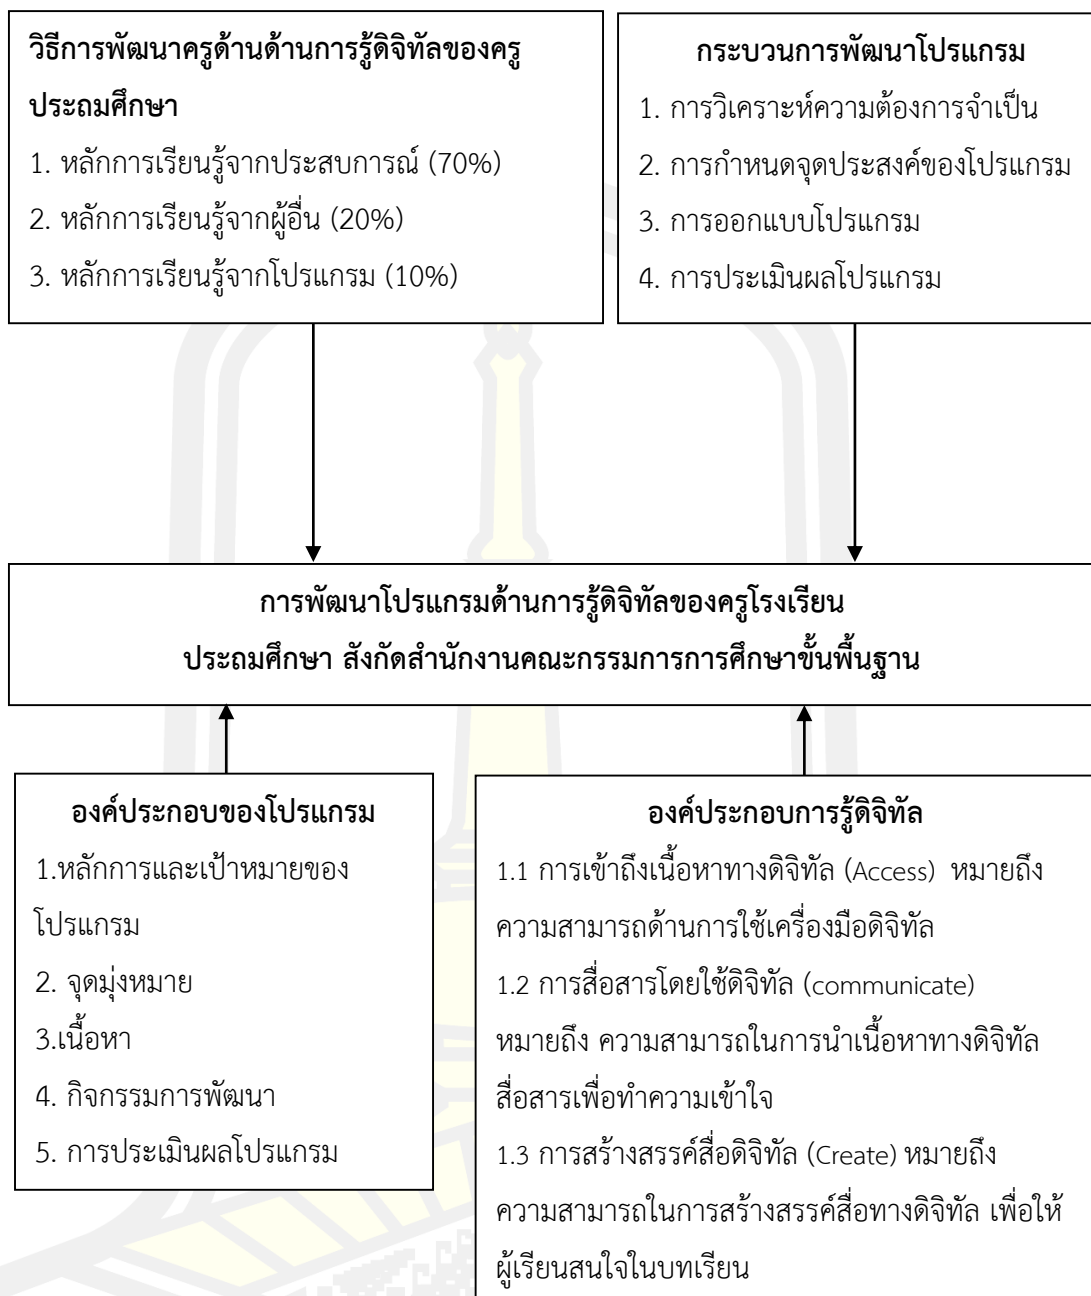 วิธีการพัฒนาครูด้านด้านการรู้ดิจิทัลของครู
ประถมศึกษา
1. หลักการเรียนรู้จากประสบการณ์ (70%)
2. หลักการเรียนรู้จากผู้อื่น (20%)
3. หลักการเรียนรู้จากโปรแกรม (10%)
กระบวนการพัฒนาโปรแกรม
1. การวิเคราะห์ความต้องการจำเป็น
2. การกำหนดจุดประสงค์ของโปรแกรม
3. การออกแบบโปรแกรม
4. การประเมินผลโปรแกรม
การพัฒนาโปรแกรมด้านการรู้ดิจิทัลของครูโรงเรียน
ประถมศึกษา สังกัดสำนักงานคณะกรรมการการศึกษาขั้นพื้นฐาน
องค์ประกอบของโปรแกรม
1.หลักการและเป้าหมายของ
โปรแกรม
2. จุดมุ่งหมาย
3.เนื้อหา
4. กิจกรรมการพัฒนา
5. การประเมินผลโปรแกรม
องค์ประกอบการรู้ดิจิทัล
1.1 การเข้าถึงเนื้อหาทางดิจิทัล (Access) หมายถึง
ความสามารถด้านการใช้เครื่องมือดิจิทัล
1.2 การสื่อสารโดยใช้ดิจิทัล (communicate)
หมายถึง ความสามารถในการนำเนื้อหาทางดิจิทัล
สื่อสารเพื่อทำความเข้าใจ
1.3 การสร้างสรรค์สื่อดิจิทัล (Create) หมายถึง
ความสามารถในการสร้างสรรค์สื่อทางดิจิทัล เพื่อให้
ผู้เรียนสนใจในบทเรียน